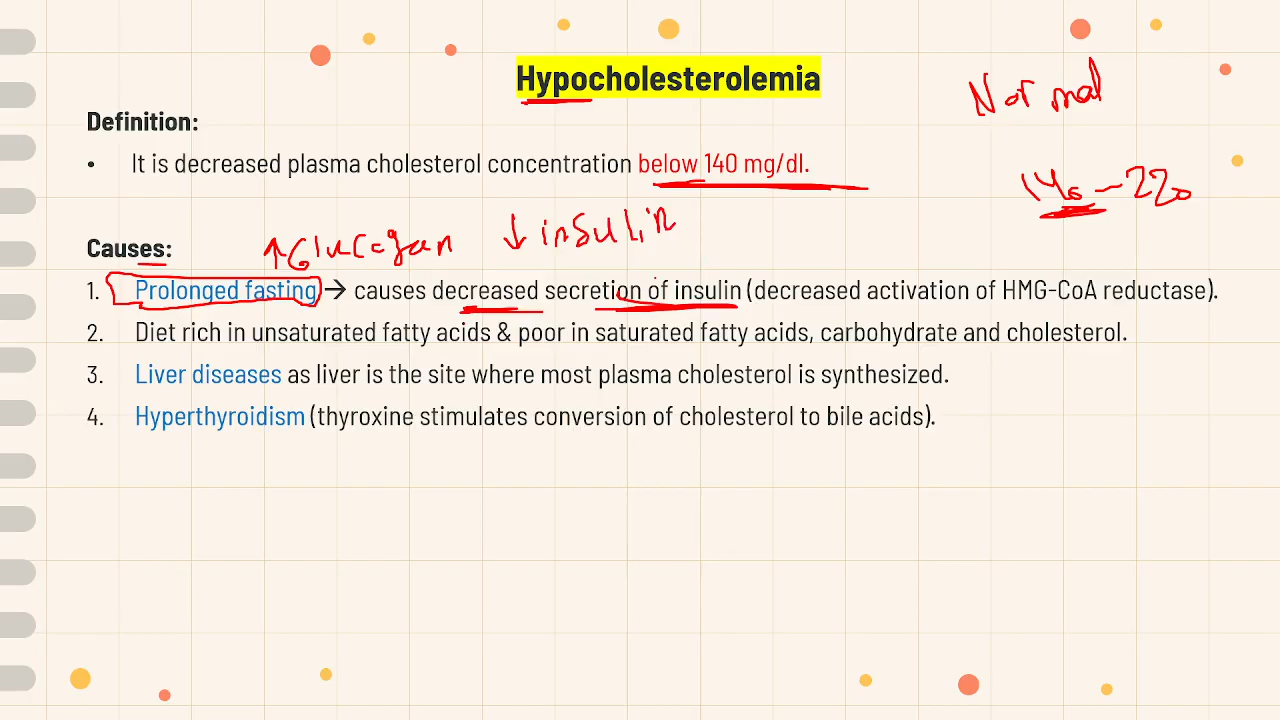 Hypocholesterolemia
Normal
Definition:
• It is decreased plasma cholesterol concentration below 140 mg/dl.
140-220
Causes:
↑Glucagon ↓insulin
1. Prolonged fasting → causes decreased secretion of insulin (decreased activation of HMG-CoA reductase).
2. Diet rich in unsaturated fatty acids & poor in saturated fatty acids, carbohydrate and cholesterol.
3. Liver diseases as liver is the site where most plasma cholesterol is synthesized.
4. Hyperthyroidism (thyroxine stimulates conversion of cholesterol to bile acids).